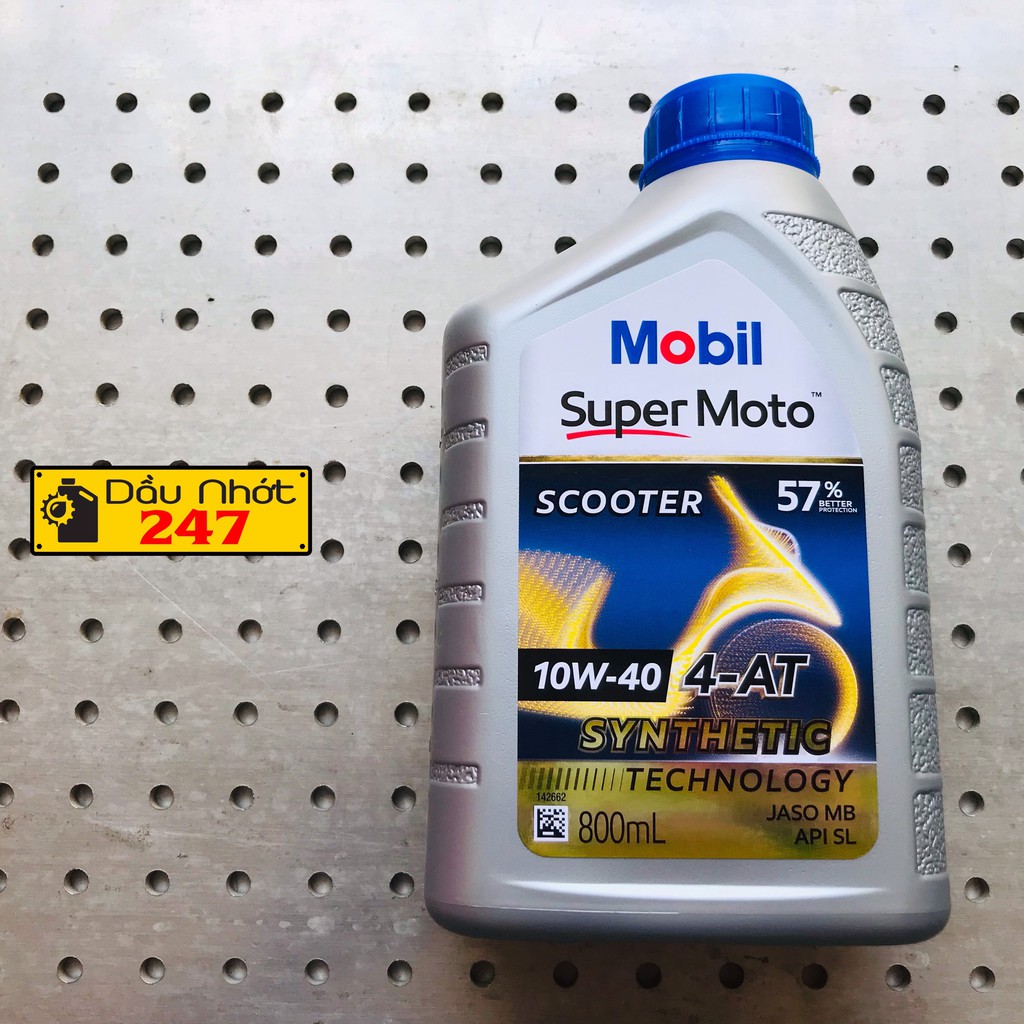 Dầu Nhớt
247
Mobil
Super Moto™
SCOOTER
57%
BETTER
PROTECTION
10W-40
4-AT
SYNTHETIC
TECHNOLOGY
142662
800mL
JASO MB
API SL